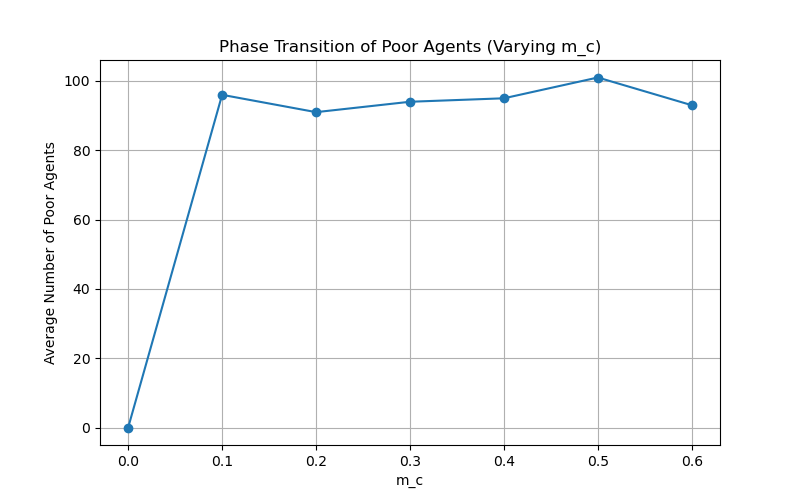 Phase Transition of Poor Agents (Varying m_c)
Average Number of Poor Agents
100
80
60
40
20
0
0.0 0.1 0.2 0.3 0.4 0.5 0.6
m_c